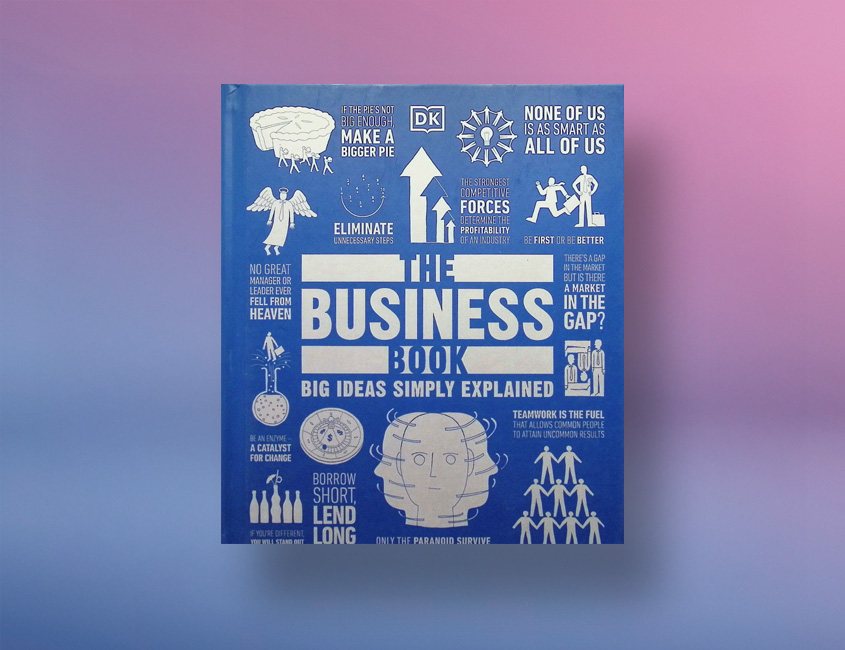 IF THE PIE'S NOT
BIG ENOUGH,
MAKE A
BIGGER PIE
DK
NONE OF US
IS AS SMART AS
ALL OF US
ELIMINATE
UNNECESSARY STEPS
THE STRONGEST
COMPETITIVE
FORCES
DETERMINE THE
PROFITABILITY
OF AN INDUSTRY
BE FIRST OR BE BETTER
NO GREAT
MANAGER OR
LEADER EVER
FELL FROM
HEAVEN
THE
BUSINESS
BOOK
BIG IDEAS SIMPLY EXPLAINED
THERE'S A GAP
IN THE MARKET
BUT IS THERE
A MARKET
IN THE
GAP?
BE AN ENZYME—
A CATALYST
FOR CHANGE
$
TEAMWORK IS THE FUEL
THAT ALLOWS COMMON PEOPLE
TO ATTAIN UNCOMMON RESULTS
IF YOU'RE DIFFERENT,
YOU WILL STAND OUT
BORROW
SHORT,
LEND
LONG
ONLY THE PARANOID SURVIVE